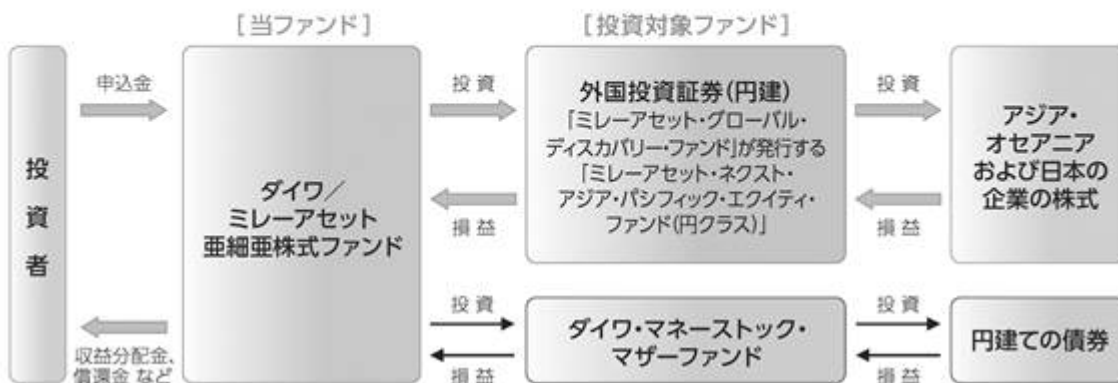 ［当ファンド］
［投資対象ファンド］
投資者
申込金
収益分配金、
償還金 など
ダイワ／
ミレーアセット
亜細亜株式ファンド
投 資
損 益
外国投資証券（円建）
「ミレーアセット・グローバル・
ディスカバリー・ファンド」が発行する
「ミレーアセット・ネクスト・
アジア・パシフィック・エクイティ・
ファンド（円クラス）」
投 資
損 益
アジア・
オセアニア
および日本の
企業の株式
投 資
損 益
ダイワ・マネーストック・
マザーファンド
投 資
損 益
円建ての債券